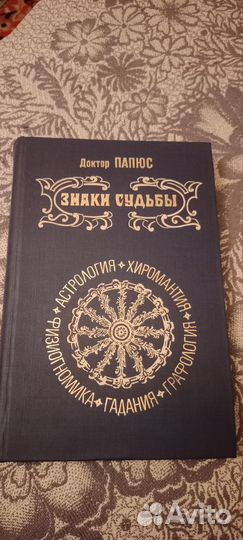 Доктор ПАПЮС
ЗНАКИ СУДЬБЫ
АСТРОЛОГИЯ • ХИРОМАНТИЯ • ГРАФОЛОГИЯ • ГАДАНИЯ • ФИЗИОГНОМИКА
Avito